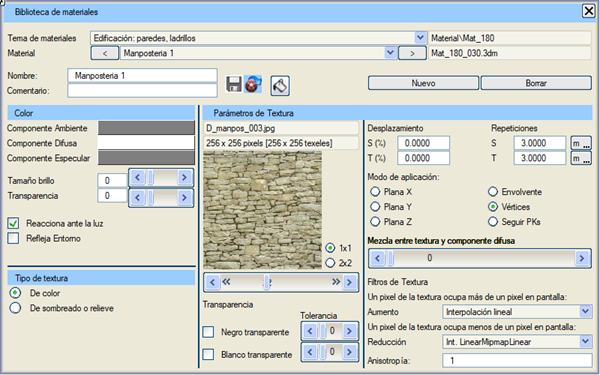 Biblioteca de materiales
Tema de materiales Edificación: paredes, ladrillos Material\Mat_180
Material < Manposteria 1 > Mat_180_030.3dm
Nombre: Manposteria 1
Comentario:
Nuevo Borrar
Color
Componente Ambiente
Componente Difusa
Componente Especular
Tamaño brillo 0
Transparencia 0
Reacciona ante la luz
Refleja Entorno
Tipo de textura
De color
De sombreado o relieve
Parámetros de Textura
D_manpos_003.jpg
256 x 256 pixels [256 x 256 texeles]
1x1
2x2
Transparencia
Tolerancia
Negro transparente 0
Blanco transparente 0
Desplazamiento Repeticiones
S (%) 0.0000 S 3.0000 m ...
T (%) 0.0000 T 3.0000 m ...
Modo de aplicación:
Plana X Envolvente
Plana Y Vértices
Plana Z Seguir PKs
Mezcla entre textura y componente difusa
0
Filtros de Textura
Un pixel de la textura ocupa más de un pixel en pantalla:
Aumento Interpolación lineal
Un pixel de la textura ocupa menos de un pixel en pantalla:
Reducción Int. LinearMipmapLinear
Anisotropía: 1